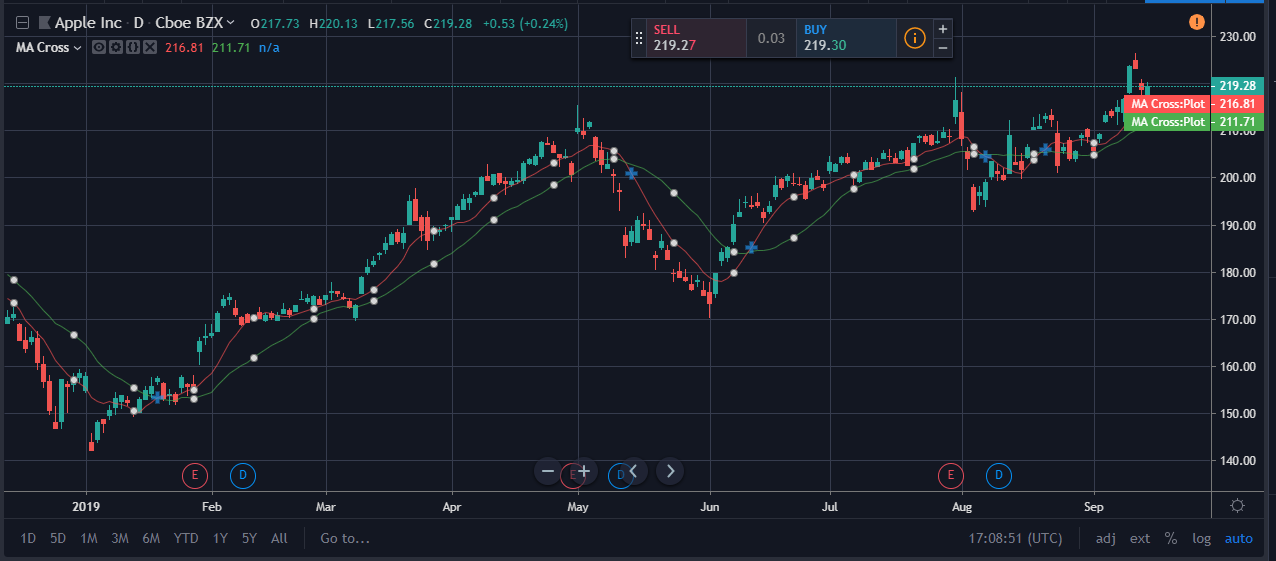 Apple Inc · D · Cboe BZX O217.73 H220.13 L217.56 C219.28 +0.53 (+0.24%)
MA Cross 216.81 211.71 n/a
SELL
219.27
0.03
BUY
219.30
230.00
219.28
MA Cross:Plot 216.81
MA Cross:Plot 211.71
210.00
200.00
190.00
180.00
170.00
160.00
150.00
140.00
E D E D E D
2019 Feb Mar Apr May Jun Jul Aug Sep
1D 5D 1M 3M 6M YTD 1Y 5Y All Go to... 17:08:51 (UTC) adj ext % log auto